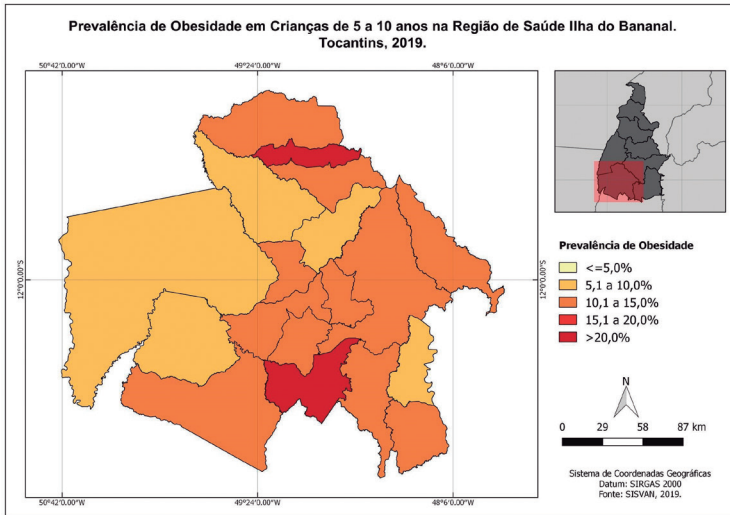 Prevalência de Obesidade em Crianças de 5 a 10 anos na Região de Saúde Ilha do Bananal.
Tocantins, 2019.
50°42'0.00"W
49°24'0.00"W
48°6'0.00"W
12°0'0.00"S
12°0'0.00"S
50°42'0.00"W
49°24'0.00"W
48°6'0.00"W
Prevalência de Obesidade
<=5,0%
5,1 a 10,0%
10,1 a 15,0%
15,1 a 20,0%
>20,0%
N
0 29 58 87 km
Sistema de Coordenadas Geográficas
Datum: SIRGAS 2000
Fonte: SISVAN, 2019.